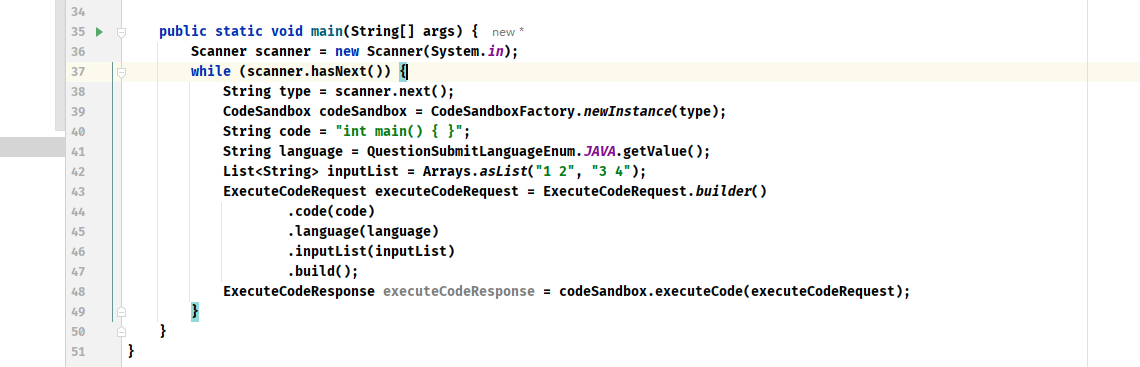 34
35 public static void main(String[] args) { new *
36 Scanner scanner = new Scanner(System.in);
37 while (scanner.hasNext()) {
38 String type = scanner.next();
39 CodeSandbox codeSandbox = CodeSandboxFactory.newInstance(type);
40 String code = "int main() { }";
41 String language = QuestionSubmitLanguageEnum.JAVA.getValue();
42 List<String> inputList = Arrays.asList("1 2", "3 4");
43 ExecuteCodeRequest executeCodeRequest = ExecuteCodeRequest.builder()
44 .code(code)
45 .language(language)
46 .inputList(inputList)
47 .build();
48 ExecuteCodeResponse executeCodeResponse = codeSandbox.executeCode(executeCodeRequest);
49 }
50 }
51 }